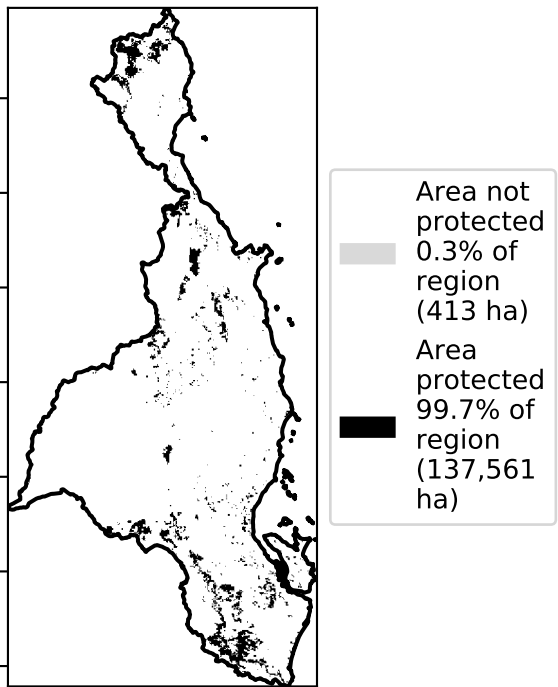 Area not
protected
0.3% of
region
(413 ha)
Area
protected
99.7% of
region
(137,561
ha)